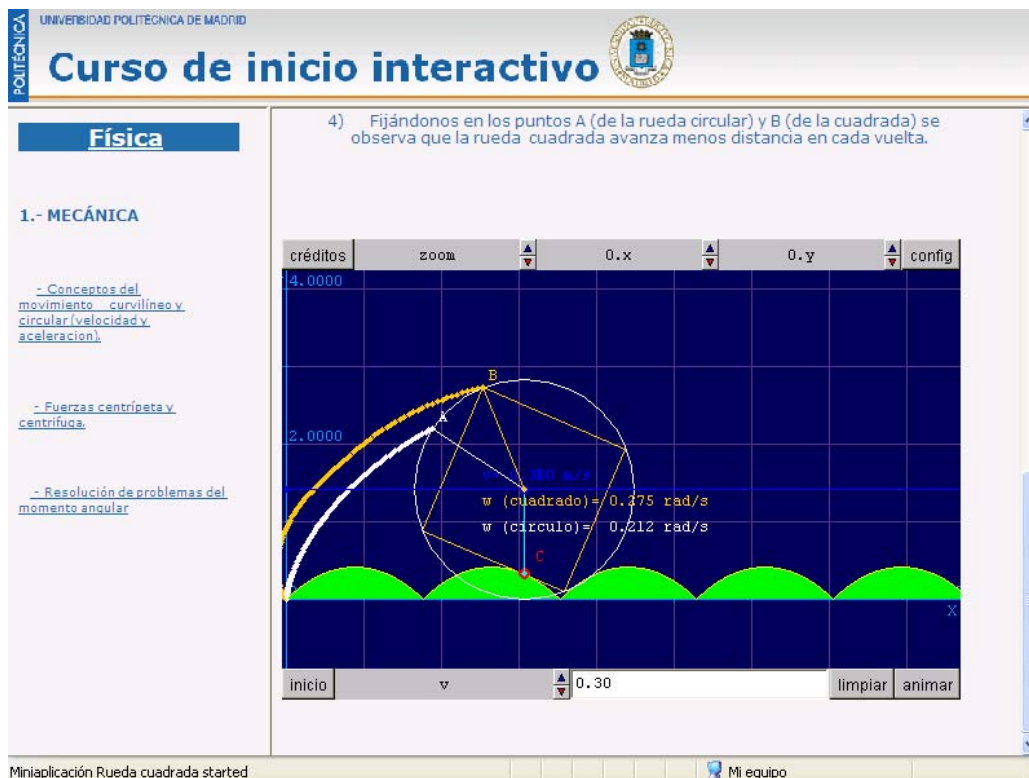 UNIVERSIDAD POLITÉCNICA DE MADRID
POLITÉCNICA
Curso de inicio interactivo
Física
1.- MECÁNICA
- Conceptos del
movimiento curvilíneo y
circular (velocidad y
aceleracion).
- Fuerzas centrípeta y
centrifuga.
- Resolución de problemas del
momento angular
4) Fijándonos en los puntos A (de la rueda circular) y B (de la cuadrada) se
observa que la rueda cuadrada avanza menos distancia en cada vuelta.
créditos zoom 0.x 0.y config
4.0000
B
A
2.0000
m/s
w (cuadrado)= 0.275 rad/s
w (circulo)= 0.212 rad/s
C
X
inicio v 0.30 limpiar animar
Miniaplicación Rueda cuadrada started
Mi equipo